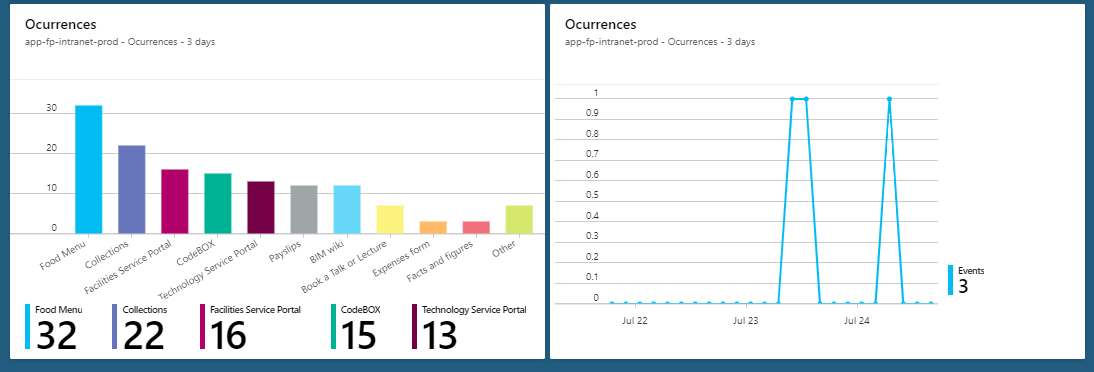 Ocurrences
app-fp-intranet-prod - Ocurrences - 3 days
30
20
10
0
Food Menu
Collections
Facilities Service Portal
CodeBOX
Technology Service Portal
Payslips
BIM wiki
Book a Talk or Lecture
Expenses form
Facts and figures
Other
Food Menu
32
Collections
22
Facilities Service Portal
16
CodeBOX
15
Technology Service Portal
13
Ocurrences
app-fp-intranet-prod - Ocurrences - 3 days
1
0.9
0.8
0.7
0.6
0.5
0.4
0.3
0.2
0.1
0
Jul 22
Jul 23
Jul 24
Events
3